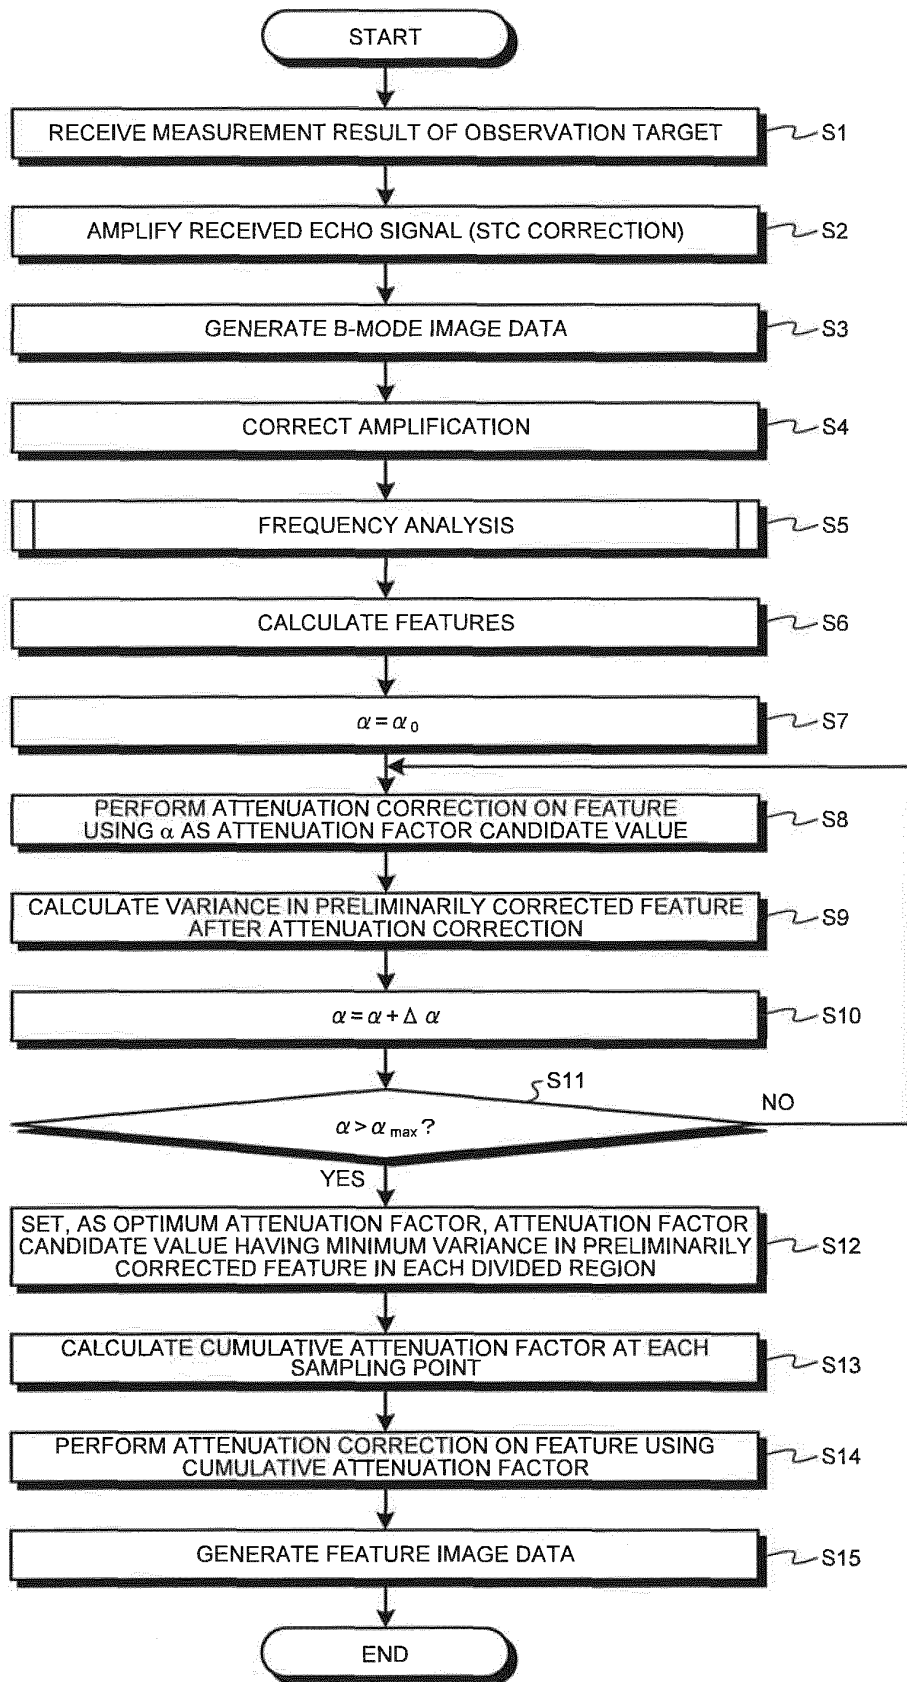 START
RECEIVE MEASUREMENT RESULT OF OBSERVATION TARGET
S1
AMPLIFY RECEIVED ECHO SIGNAL (STC CORRECTION)
S2
GENERATE B-MODE IMAGE DATA
S3
CORRECT AMPLIFICATION
S4
FREQUENCY ANALYSIS
S5
CALCULATE FEATURES
S6
α = α₀
S7
PERFORM ATTENUATION CORRECTION ON FEATURE
USING α AS ATTENUATION FACTOR CANDIDATE VALUE
S8
CALCULATE VARIANCE IN PRELIMINARILY CORRECTED FEATURE
AFTER ATTENUATION CORRECTION
S9
α = α + Δ α
S10
S11
α > α max ?
NO
YES
SET, AS OPTIMUM ATTENUATION FACTOR, ATTENUATION FACTOR
CANDIDATE VALUE HAVING MINIMUM VARIANCE IN PRELIMINARILY
CORRECTED FEATURE IN EACH DIVIDED REGION
S12
CALCULATE CUMULATIVE ATTENUATION FACTOR AT EACH
SAMPLING POINT
S13
PERFORM ATTENUATION CORRECTION ON FEATURE USING
CUMULATIVE ATTENUATION FACTOR
S14
GENERATE FEATURE IMAGE DATA
S15
END